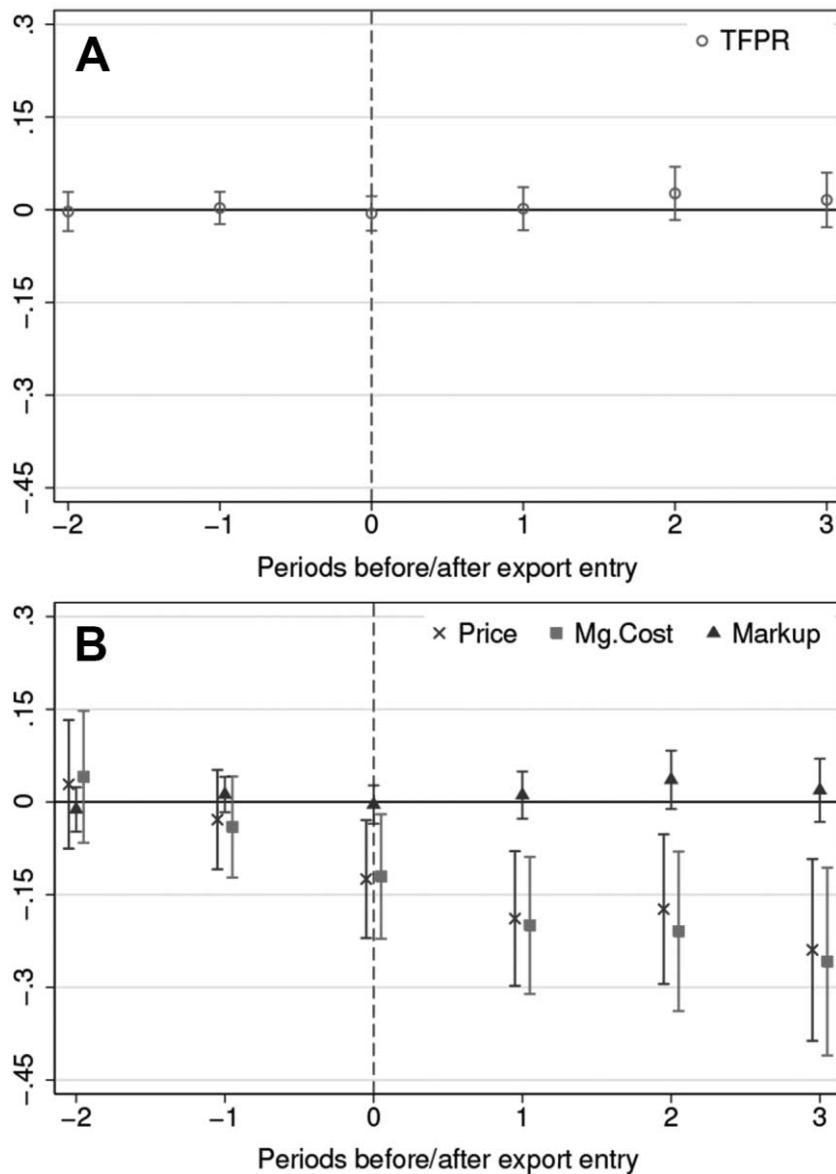 A
TFPR
.3
.15
0
-.15
-.3
-.45
-2 -1 0 1 2 3
Periods before/after export entry
B
Price Mg.Cost Markup
.3
.15
0
-.15
-.3
-.45
-2 -1 0 1 2 3
Periods before/after export entry